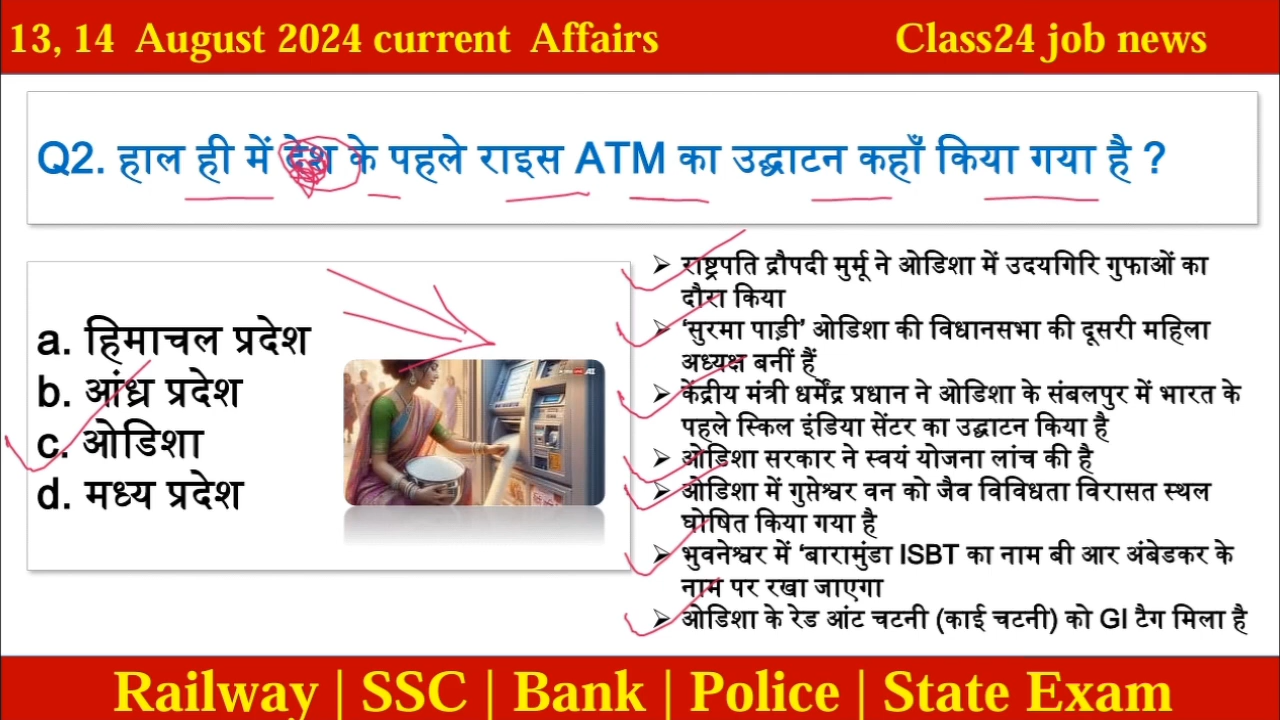 13, 14 August 2024 current Affairs
Class24 job news
Q2. हाल ही में देश के पहले राइस ATM का उद्घाटन कहाँ किया गया है ?
a. हिमाचल प्रदेश
b. आंध्र प्रदेश
c. ओडिशा
d. मध्य प्रदेश
➢ राष्ट्रपति द्रौपदी मुर्मू ने ओडिशा में उदयगिरि गुफाओं का
दौरा किया
➢ ‘सुरमा पाड़ी’ ओडिशा की विधानसभा की दूसरी महिला
अध्यक्ष बनीं हैं
➢ केंद्रीय मंत्री धर्मेंद्र प्रधान ने ओडिशा के संबलपुर में भारत के
पहले स्किल इंडिया सेंटर का उद्घाटन किया है
➢ ओडिशा सरकार ने स्वयं योजना लांच की है
➢ ओडिशा में गुप्तेश्वर वन को जैव विविधता विरासत स्थल
घोषित किया गया है
➢ भुवनेश्वर में ‘बारामुंडा ISBT का नाम बी आर अंबेडकर के
नाम पर रखा जाएगा
➢ ओडिशा के रेड आंट चटनी (काई चटनी) को GI टैग मिला है
Railway | SSC | Bank | Police | State Exam